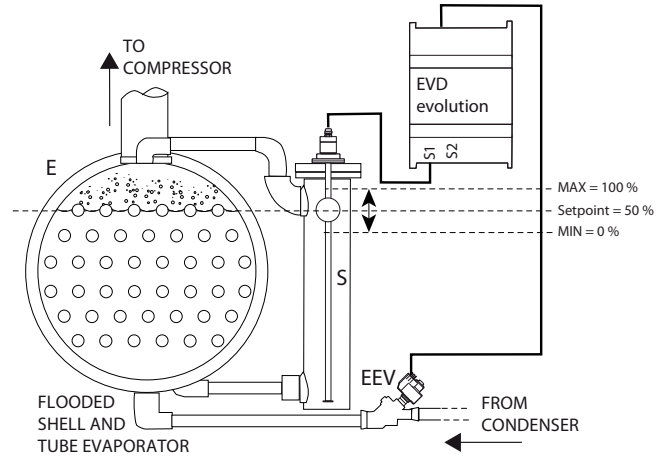 TO
COMPRESSOR
EVD
evolution
S1
S2
E
MAX = 100 %
Setpoint = 50 %
MIN = 0 %
S
EEV
FLOODED
SHELL AND
TUBE EVAPORATOR
FROM
CONDENSER